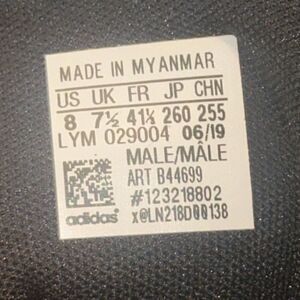 MADE IN MYANMAR
US UK FR JP CHN
8 7½ 41⅓ 260 255
LYM 029004 06/19
MALE/MÂLE
ART B44699
#123218802
adidas x@LN218D00138